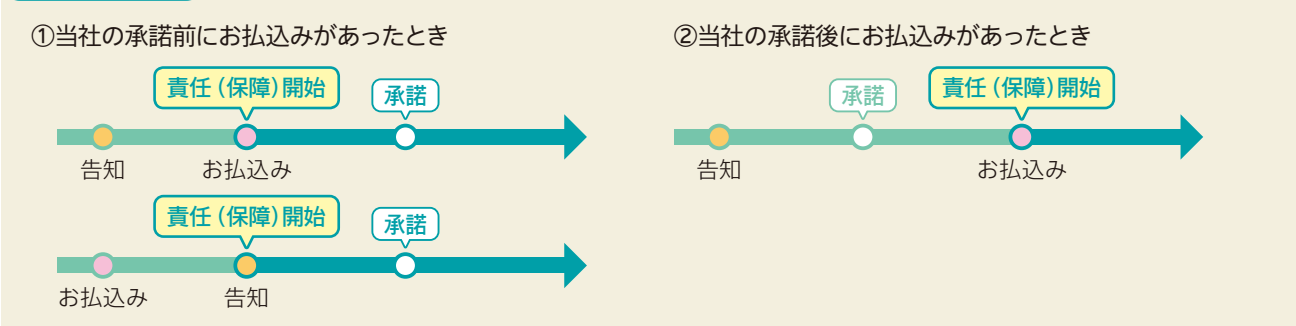 ①当社の承諾前にお払込みがあったとき
責任（保障）開始
承諾
告知
お払込み
責任（保障）開始
承諾
お払込み
告知
②当社の承諾後にお払込みがあったとき
承諾
責任（保障）開始
告知
お払込み